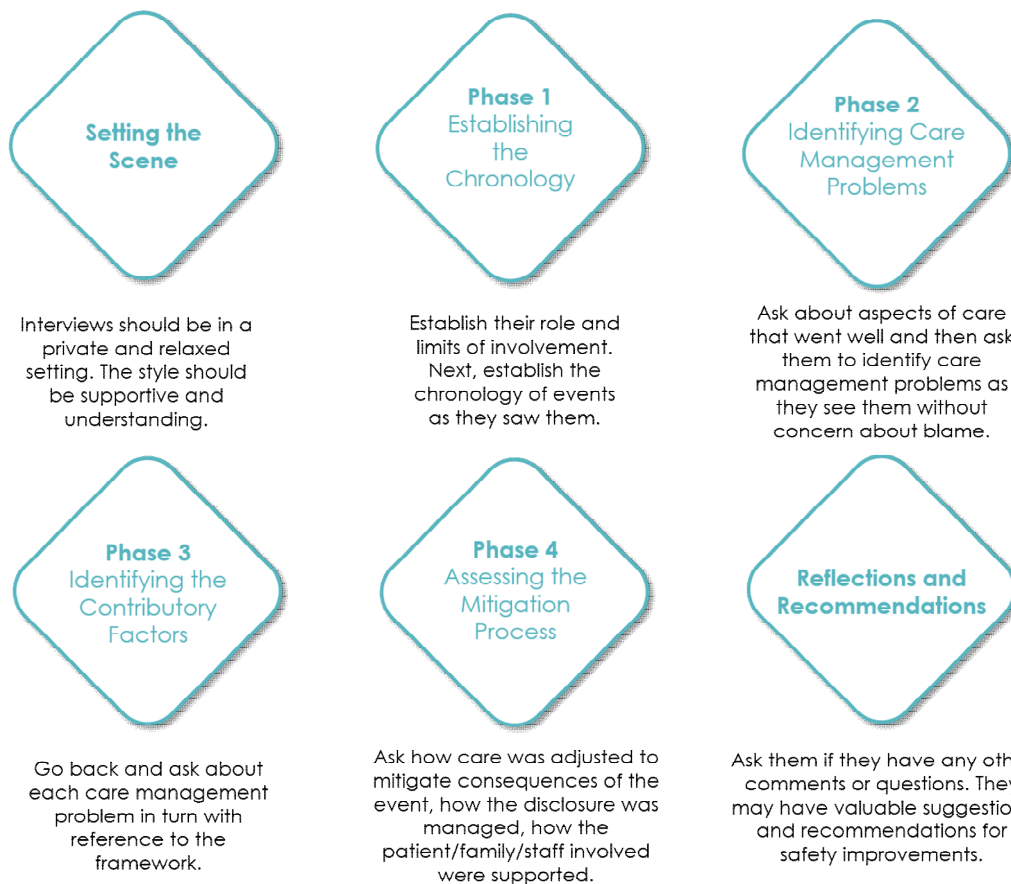 Setting the
Scene
Interviews should be in a
private and relaxed
setting. The style should
be supportive and
understanding.
Phase 1
Establishing
the
Chronology
Establish their role and
limits of involvement.
Next, establish the
chronology of events
as they saw them.
Phase 2
Identifying Care
Management
Problems
Ask about aspects of care
that went well and then ask
them to identify care
management problems as
they see them without
concern about blame.
Phase 3
Identifying the
Contributory
Factors
Go back and ask about
each care management
problem in turn with
reference to the
framework.
Phase 4
Assessing the
Mitigation
Process
Ask how care was adjusted to
mitigate consequences of the
event, how the disclosure was
managed, how the
patient/family/staff involved
were supported.
Reflections and
Recommendations
Ask them if they have any
comments or questions.
may have valuable
and recommendations for
safety improvements.